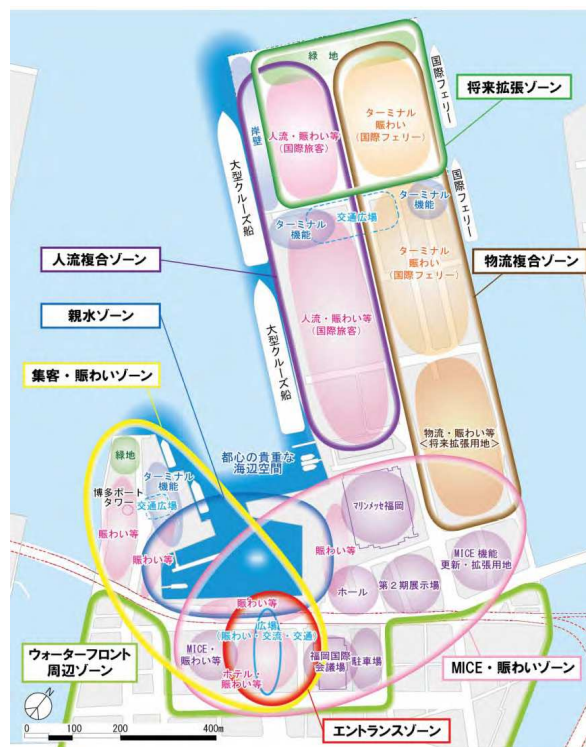 緑地
国際フェリー
将来拡張ゾーン
岸壁
人流・賑わい等
(国際旅客)
ターミナル
賑わい
(国際フェリー)
大型クルーズ船
国際フェリー
ターミナル
機能
交通広場
ターミナル
機能
人流複合ゾーン
ターミナル
賑わい
(国際フェリー)
物流複合ゾーン
親水ゾーン
人流・賑わい等
(国際旅客)
大型クルーズ船
集客・賑わいゾーン
物流・賑わい等
<将来拡張用地>
都心の貴重な
海辺空間
緑地
ターミナル
機能
博多ポート
タワー
交通広場
マリンメッセ福岡
賑わい等
賑わい等
賑わい等
MICE 機能
更新・拡張用地
ホール
第2期展示場
賑わい等
広場
(賑わい・交流・交通)
MICE・
賑わい等
福岡国際
会議場
駐車場
ホテル・
賑わい等
ウォーターフロント
周辺ゾーン
MICE・賑わいゾーン
エントランスゾーン
0 100 200 400m